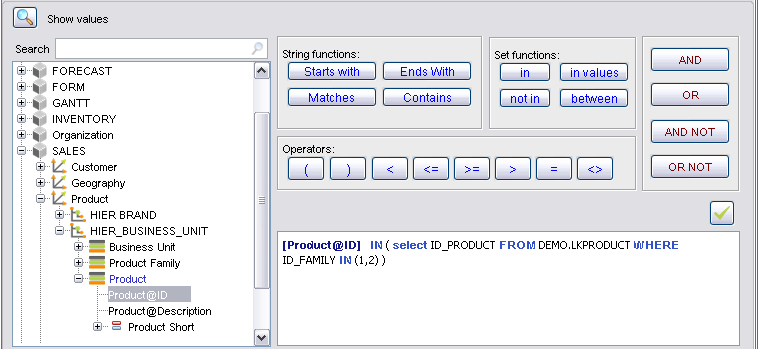 Show values
Search
FORECAST
FORM
GANTT
INVENTORY
Organization
SALES
Customer
Geography
Product
HIER BRAND
HIER_BUSINESS_UNIT
Business Unit
Product Family
Product
Product@ID
Product@Description
Product Short
String functions:
Starts with
Ends With
Matches
Contains
Set functions:
in
in values
not in
between
AND
OR
AND NOT
OR NOT
Operators:
(
)
<
<=
>=
>
=
<>
[Product@ID] IN ( select ID_PRODUCT FROM DEMO.LKPRODUCT WHERE
ID_FAMILY IN (1,2) )